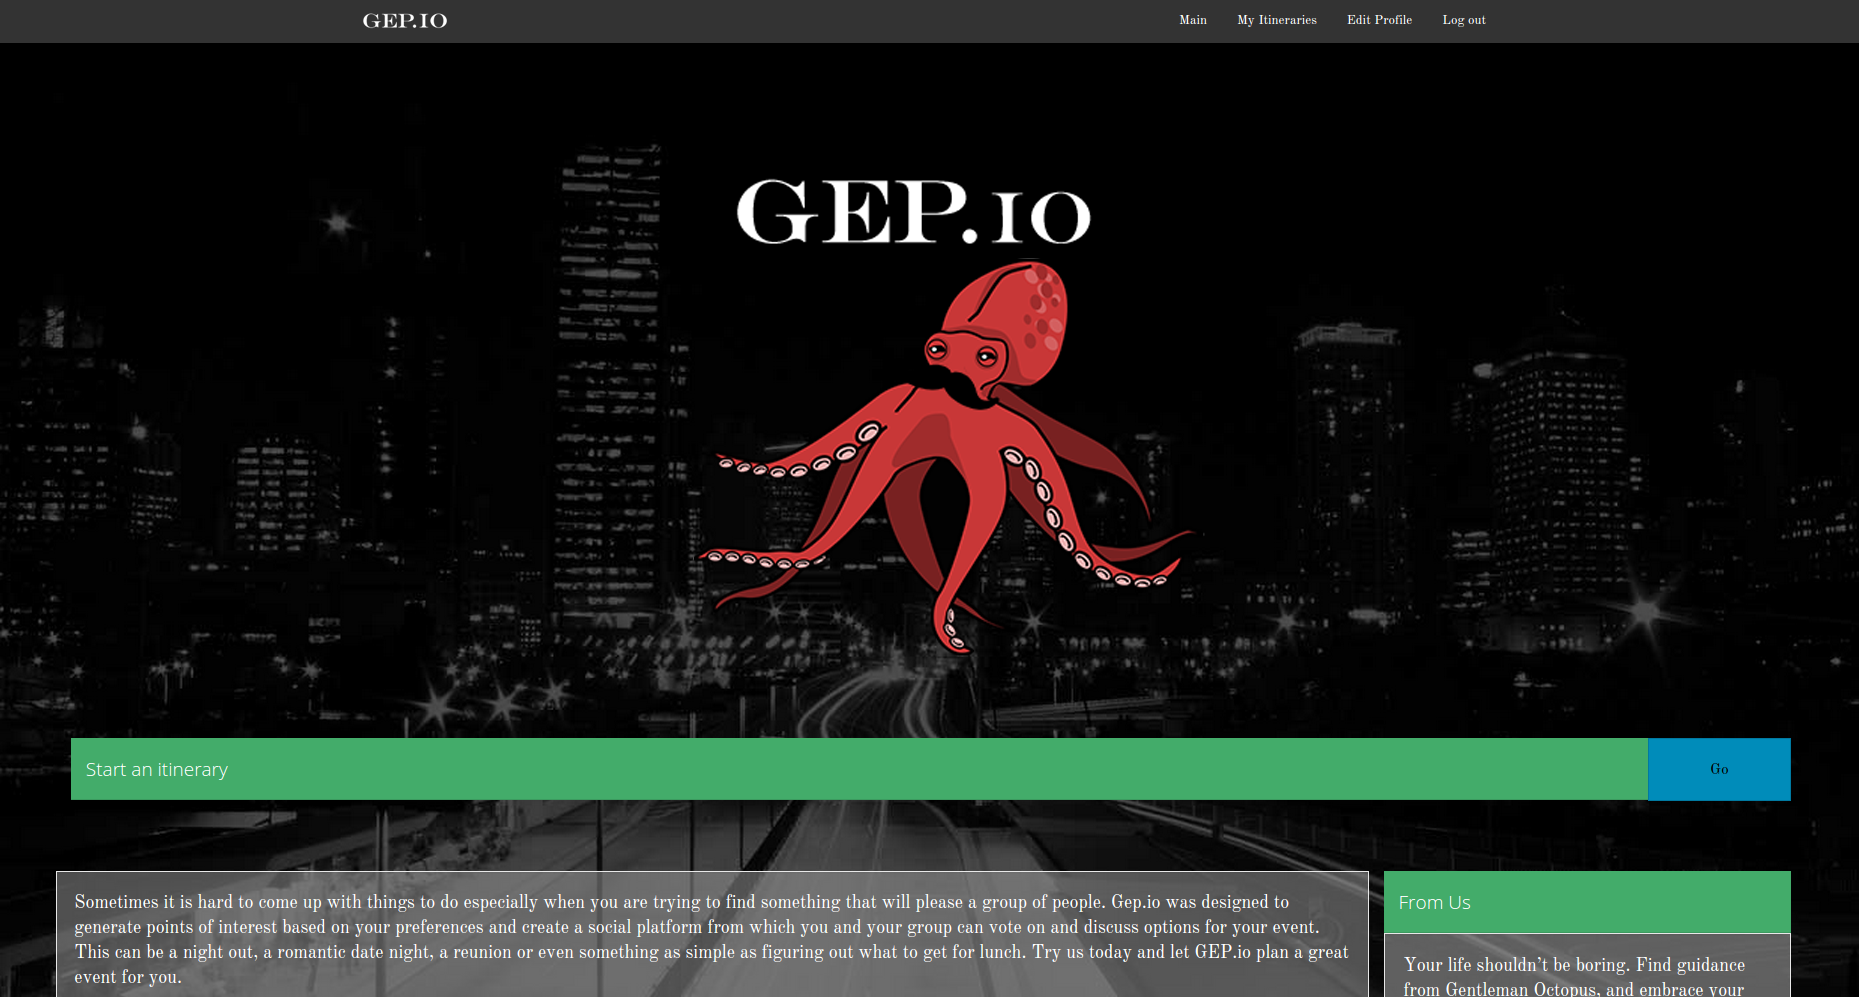 GEP.IO
Main
My Itineraries
Edit Profile
Log out
GEP.IO
Start an itinerary
Go
Sometimes it is hard to come up with things to do especially when you are trying to find something that will please a group of people. Gep.io was designed to
generate points of interest based on your preferences and create a social platform from which you and your group can vote on and discuss options for your event.
This can be a night out, a romantic date night, a reunion or even something as simple as figuring out what to get for lunch. Try us today and let GEP.io plan a great
event for you.
From Us
Your life shouldn't be boring. Find guidance
from Gentleman Octopus, and embrace your